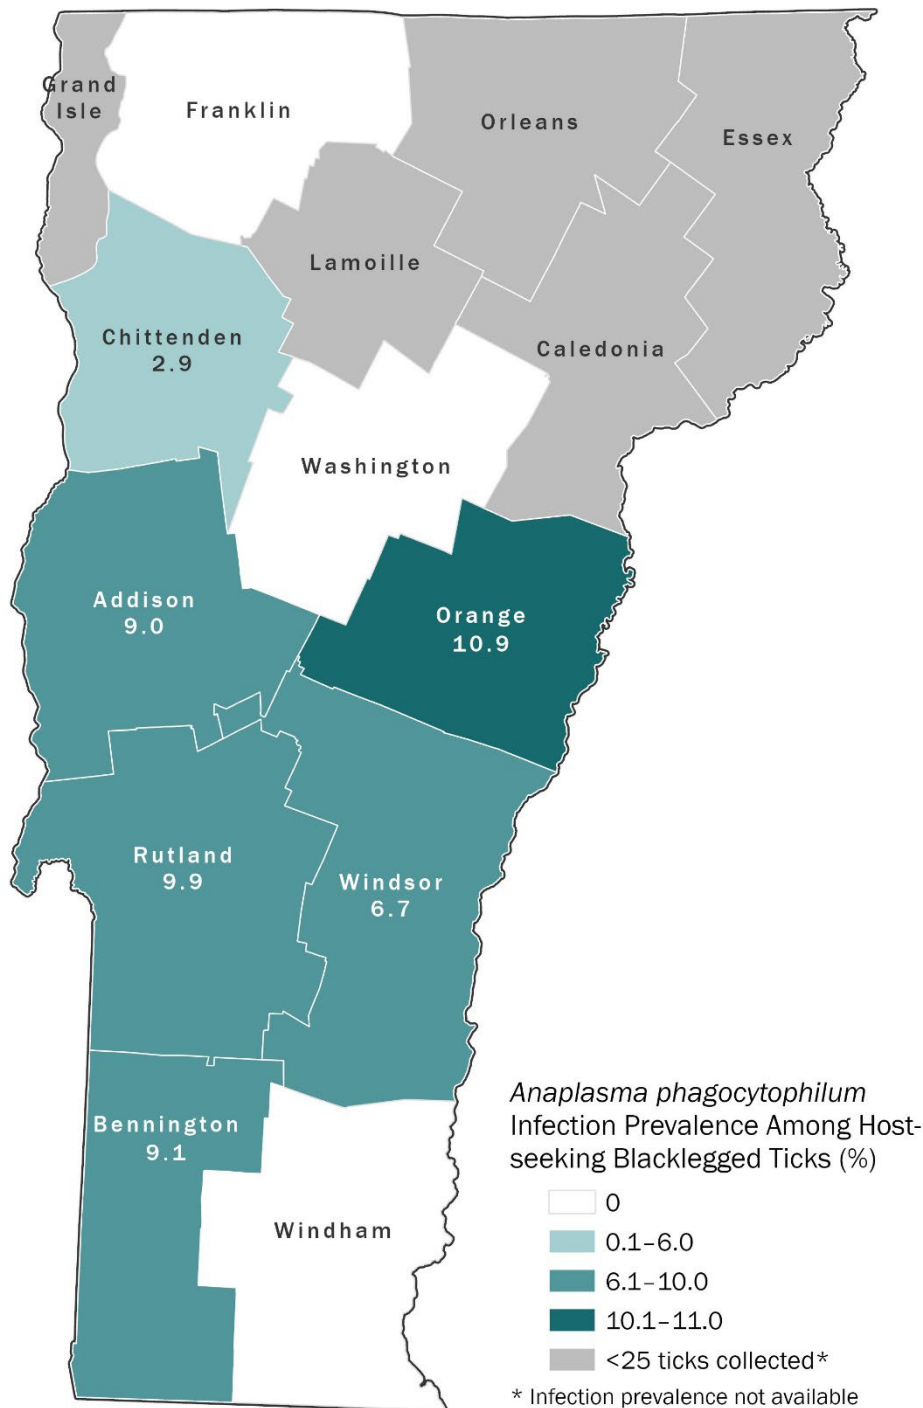 Grand
Isle
Franklin
Orleans
Essex
Lamoille
Chittenden
2.9
Caledonia
Washington
Addison
9.0
Orange
10.9
Rutland
9.9
Windsor
6.7
Bennington
9.1
Windham
Anaplasma phagocytophilum
Infection Prevalence Among Host-
seeking Blacklegged Ticks (%)
0
0.1–6.0
6.1–10.0
10.1–11.0
<25 ticks collected*
* Infection prevalence not available